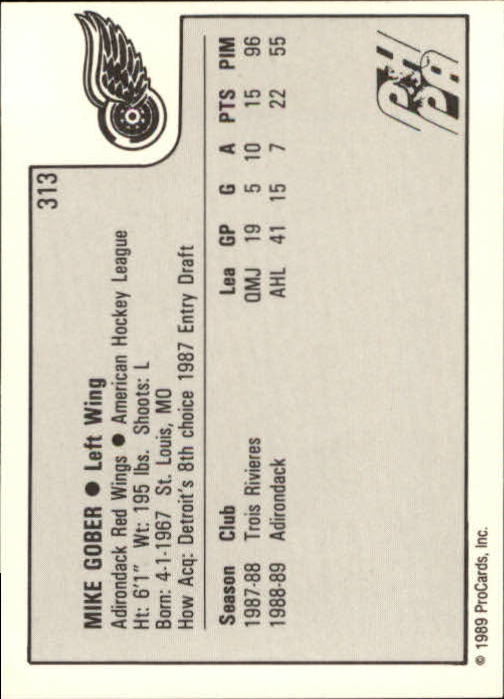 313
MIKE GOBER ● Left Wing
Adirondack Red Wings ● American Hockey League
Ht: 6'1" Wt: 195 lbs. Shoots: L
Born: 4-1-1967 St. Louis, MO
How Acq: Detroit's 8th choice 1987 Entry Draft
Season Club Lea GP G A PTS PIM
1987-88 Trois Rivieres QMJ 19 5 10 15 96
1988-89 Adirondack AHL 41 15 7 22 55
© 1989 ProCards, Inc.